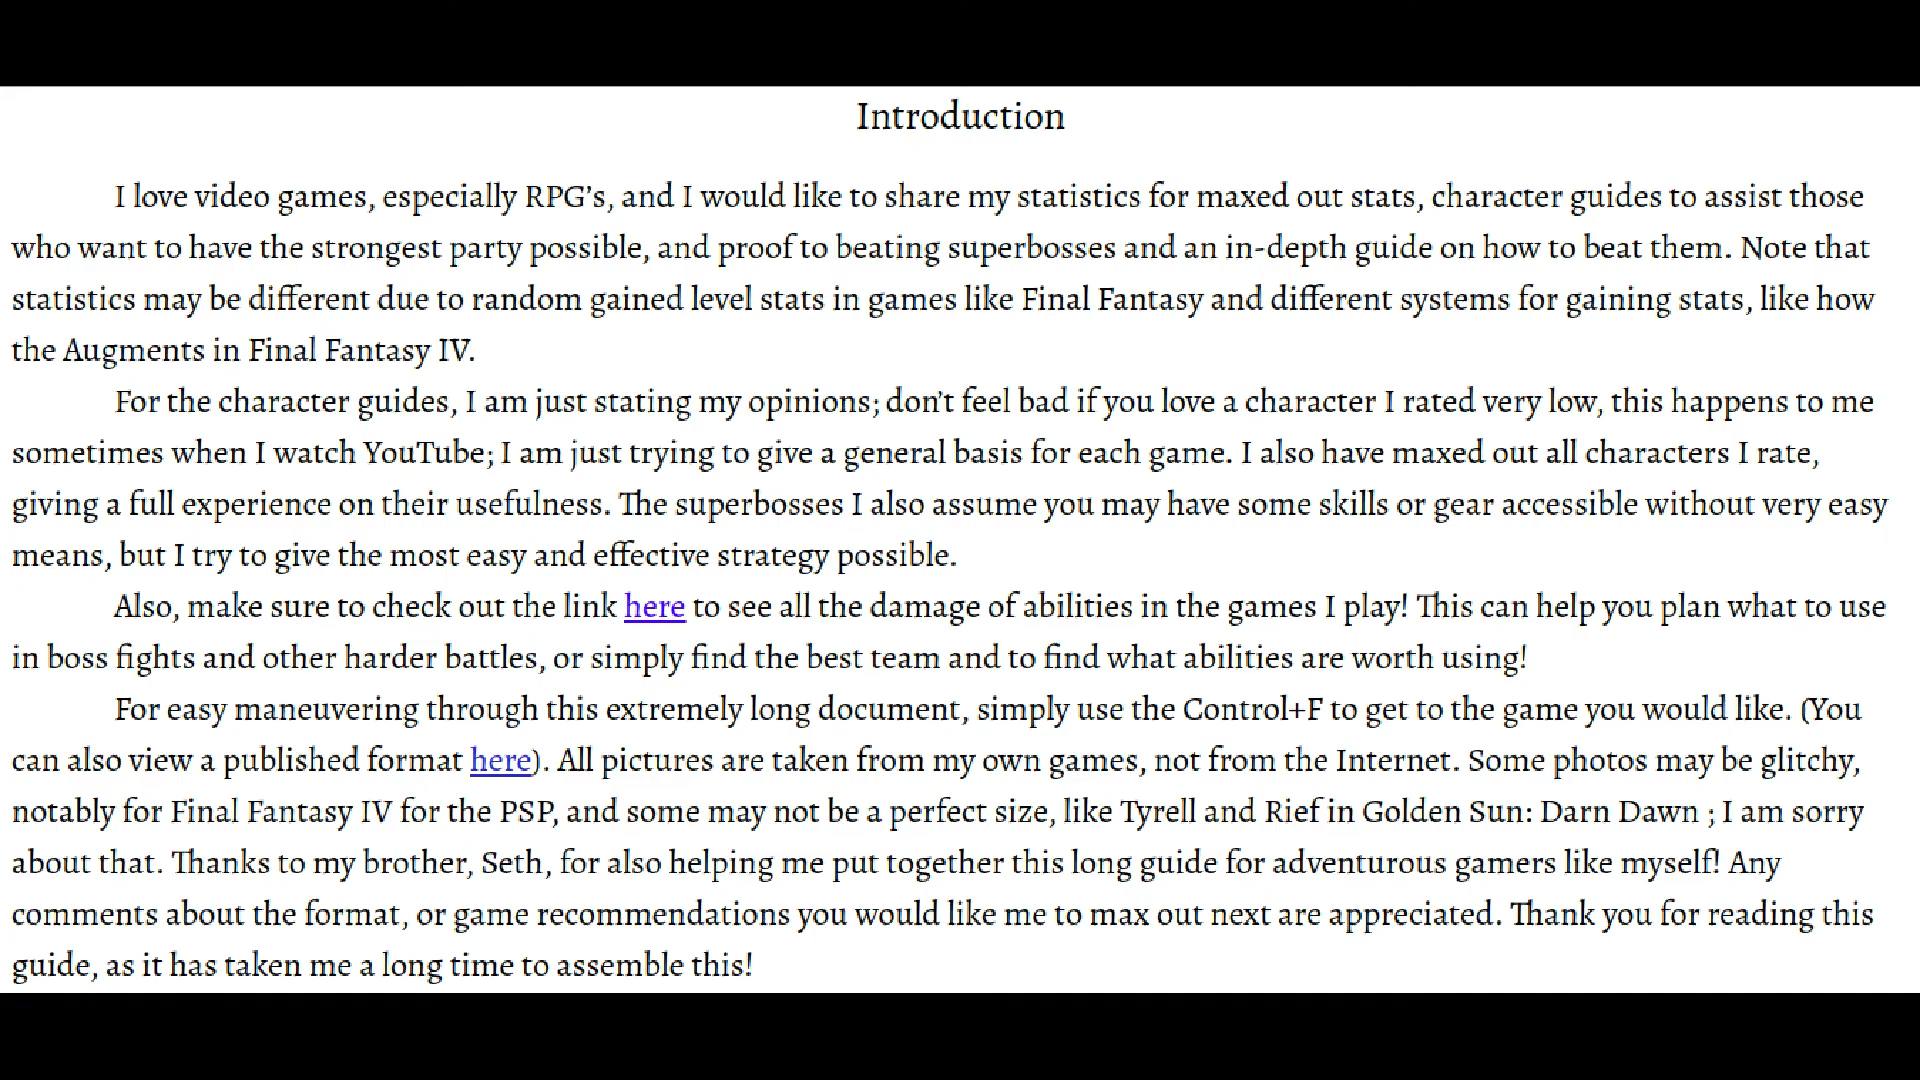 Introduction
I love video games, especially RPG’s, and I would like to share my statistics for maxed out stats, character guides to assist those
who want to have the strongest party possible, and proof to beating superbosses and an in-depth guide on how to beat them. Note that
statistics may be different due to random gained level stats in games like Final Fantasy and different systems for gaining stats, like how
the Augments in Final Fantasy IV.
For the character guides, I am just stating my opinions; don’t feel bad if you love a character I rated very low, this happens to me
sometimes when I watch YouTube; I am just trying to give a general basis for each game. I also have maxed out all characters I rate,
giving a full experience on their usefulness. The superbosses I also assume you may have some skills or gear accessible without very easy
means, but I try to give the most easy and effective strategy possible.
Also, make sure to check out the link here to see all the damage of abilities in the games I play! This can help you plan what to use
in boss fights and other harder battles, or simply find the best team and to find what abilities are worth using!
For easy maneuvering through this extremely long document, simply use the Control+F to get to the game you would like. (You
can also view a published format here). All pictures are taken from my own games, not from the Internet. Some photos may be glitchy,
notably for Final Fantasy IV for the PSP, and some may not be a perfect size, like Tyrell and Rief in Golden Sun: Darn Dawn ; I am sorry
about that. Thanks to my brother, Seth, for also helping me put together this long guide for adventurous gamers like myself! Any
comments about the format, or game recommendations you would like me to max out next are appreciated. Thank you for reading this
guide, as it has taken me a long time to assemble this!